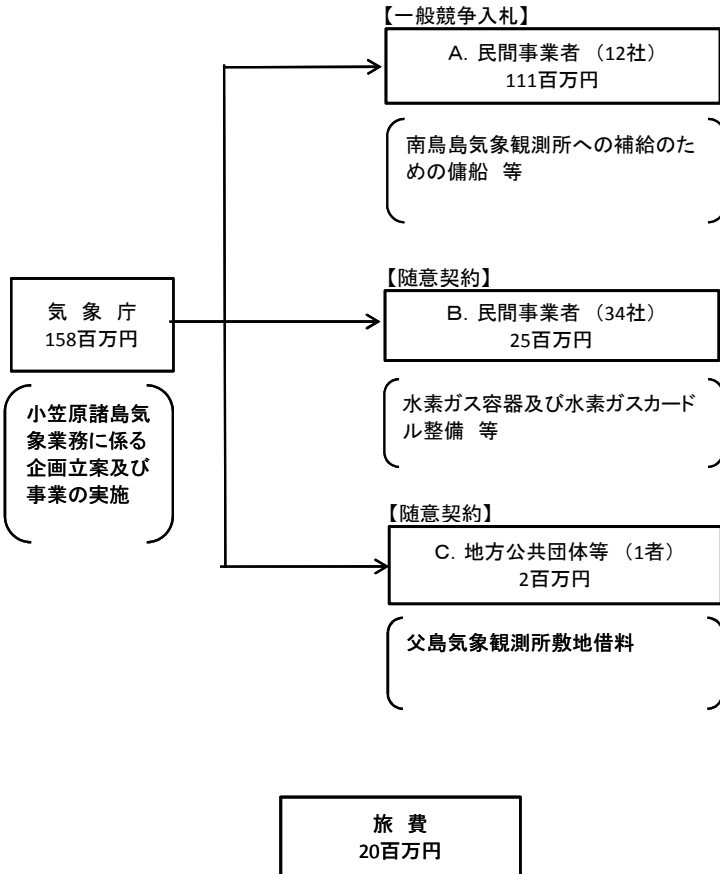 【一般競争入札】
A. 民間事業者 （12社）
111百万円
南鳥島気象観測所への補給のた
めの傭船 等
気 象 庁
158百万円
小笠原諸島気
象業務に係る
企画立案及び
事業の実施
【随意契約】
B. 民間事業者 （34社）
25百万円
水素ガス容器及び水素ガスカード
ル整備 等
【随意契約】
C. 地方公共団体等 （1者）
2百万円
父島気象観測所敷地借料
旅 費
20百万円